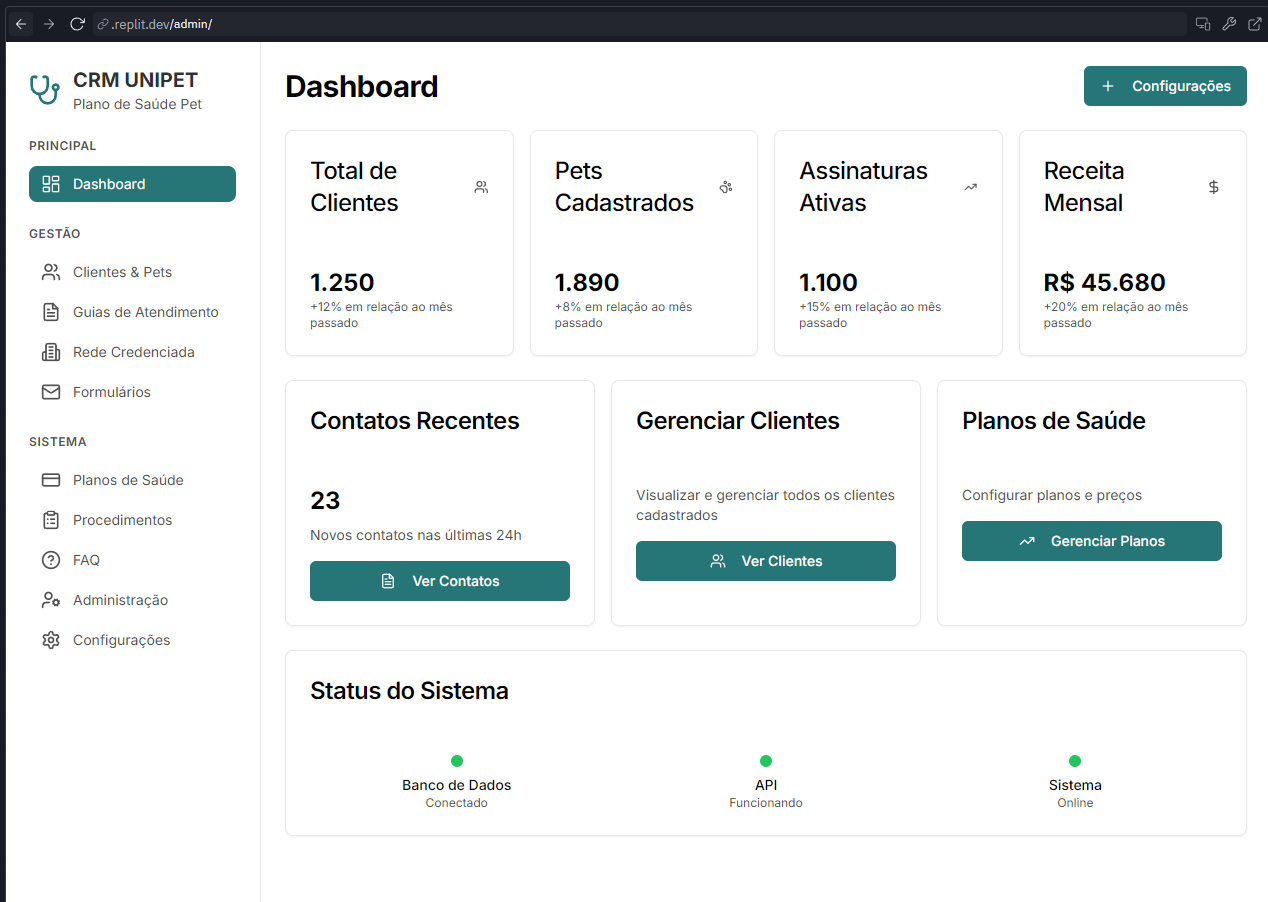 .replit.dev/admin/
CRM UNIPET
Plano de Saúde Pet
PRINCIPAL
Dashboard
GESTÃO
Clientes & Pets
Guias de Atendimento
Rede Credenciada
Formulários
SISTEMA
Planos de Saúde
Procedimentos
FAQ
Administração
Configurações
Dashboard
Configurações
Total de
Clientes
1.250
+12% em relação ao mês
passado
Pets
Cadastrados
1.890
+8% em relação ao mês
passado
Assinaturas
Ativas
1.100
+15% em relação ao mês
passado
Receita
Mensal
R$ 45.680
+20% em relação ao mês
passado
Contatos Recentes
23
Novos contatos nas últimas 24h
Ver Contatos
Gerenciar Clientes
Visualizar e gerenciar todos os clientes
cadastrados
Ver Clientes
Planos de Saúde
Configurar planos e preços
Gerenciar Planos
Status do Sistema
Banco de Dados
Conectado
API
Funcionando
Sistema
Online